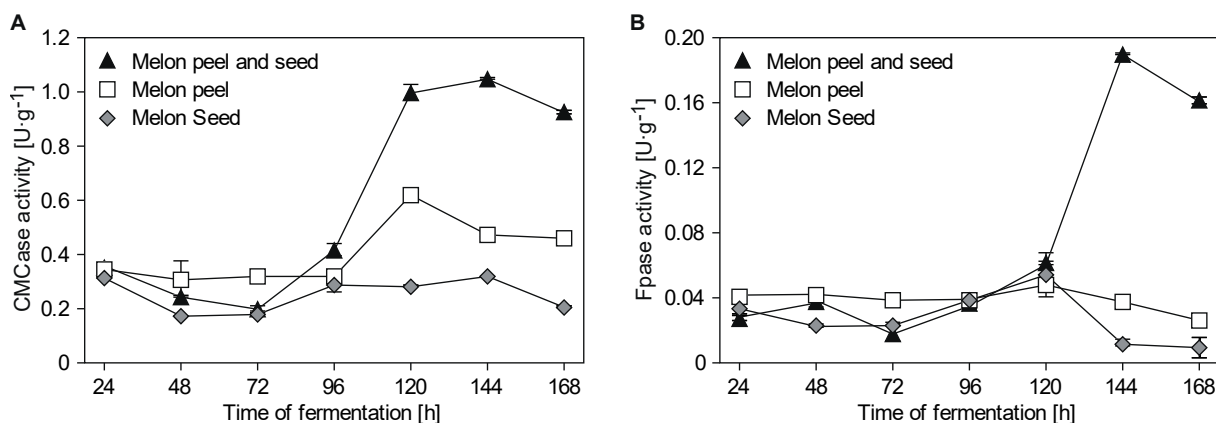 A
CMCase activity [U·g⁻¹]
1.2
1.0
0.8
0.6
0.4
0.2
0
Melon peel and seed
Melon peel
Melon Seed
24 48 72 96 120 144 168
Time of fermentation [h]
B
Fpase activity [U·g⁻¹]
0.20
0.16
0.12
0.08
0.04
0
Melon peel and seed
Melon peel
Melon Seed
24 48 72 96 120 144 168
Time of fermentation [h]